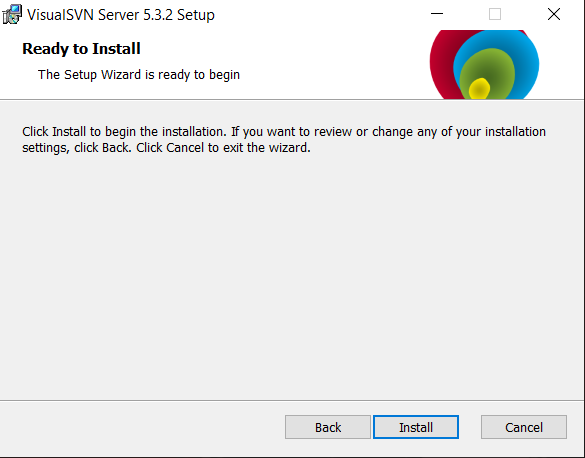 VisualSVN Server 5.3.2 Setup
Ready to Install
The Setup Wizard is ready to begin
Click Install to begin the installation. If you want to review or change any of your installation
settings, click Back. Click Cancel to exit the wizard.
Back Install Cancel